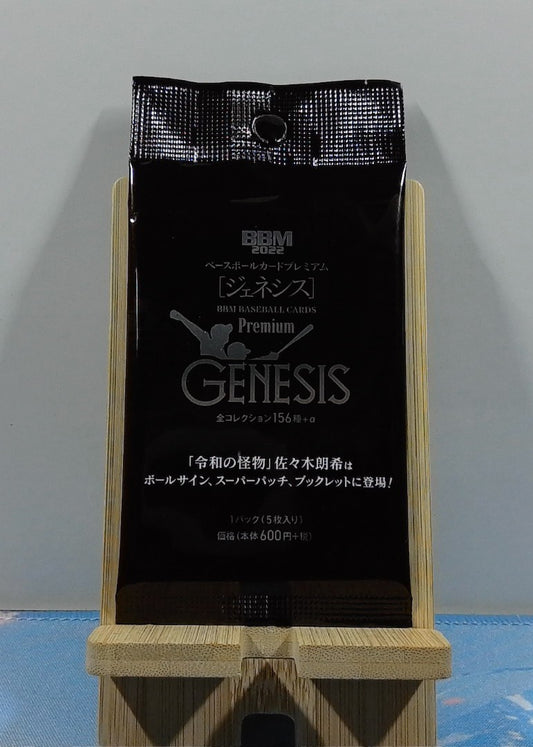 BBM
2022
ベースボールカードプレミアム
[ジェネシス]
BBM BASEBALL CARDS
Premium
GENESIS
全コレクション156種+α
「令和の怪物」佐々木朗希は
ボールサイン、スーパーパッチ、ブックレットに登場!
1パック(5枚入り)
価格(本体600円+税)